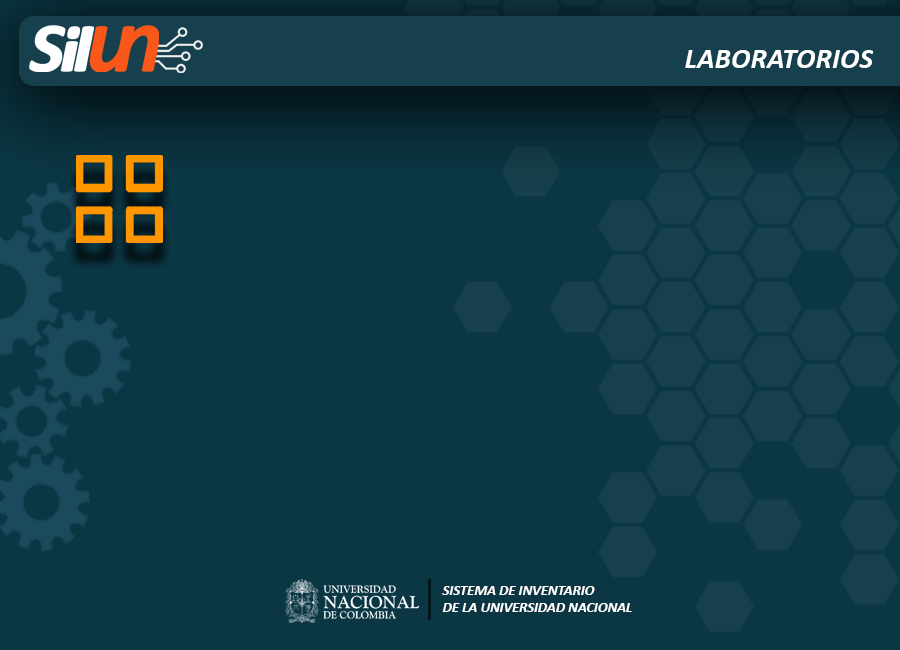 SilUN
LABORATORIOS
UNIVERSIDAD
NACIONAL
DE COLOMBIA
SISTEMA DE INVENTARIO
DE LA UNIVERSIDAD NACIONAL